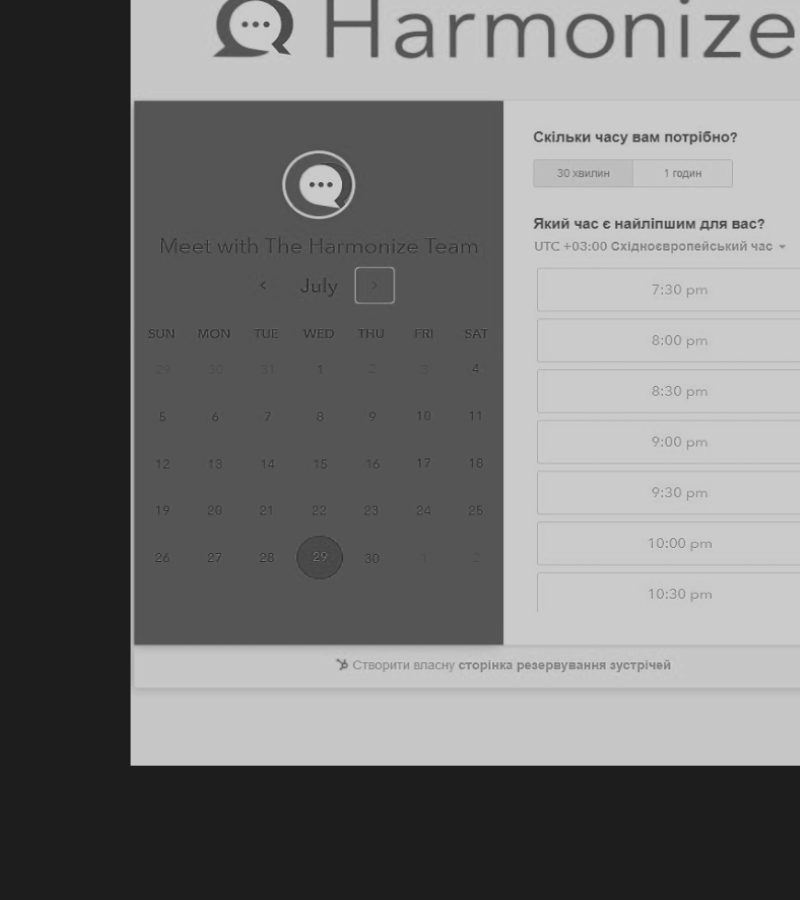 Harmonize
Meet with The Harmonize Team
July
SUN MON TUE WED THU FRI SAT
29 30 31 1 2 3 4
5 6 7 8 9 10 11
12 13 14 15 16 17 18
19 20 21 22 23 24 25
26 27 28 29 30 1 2
Скільки часу вам потрібно?
30 хвилин 1 годин
Який час є найліпшим для вас?
UTC +03:00 Східноєвропейський час
7:30 pm
8:00 pm
8:30 pm
9:00 pm
9:30 pm
10:00 pm
10:30 pm
Створити власну сторінка резервування зустрічей